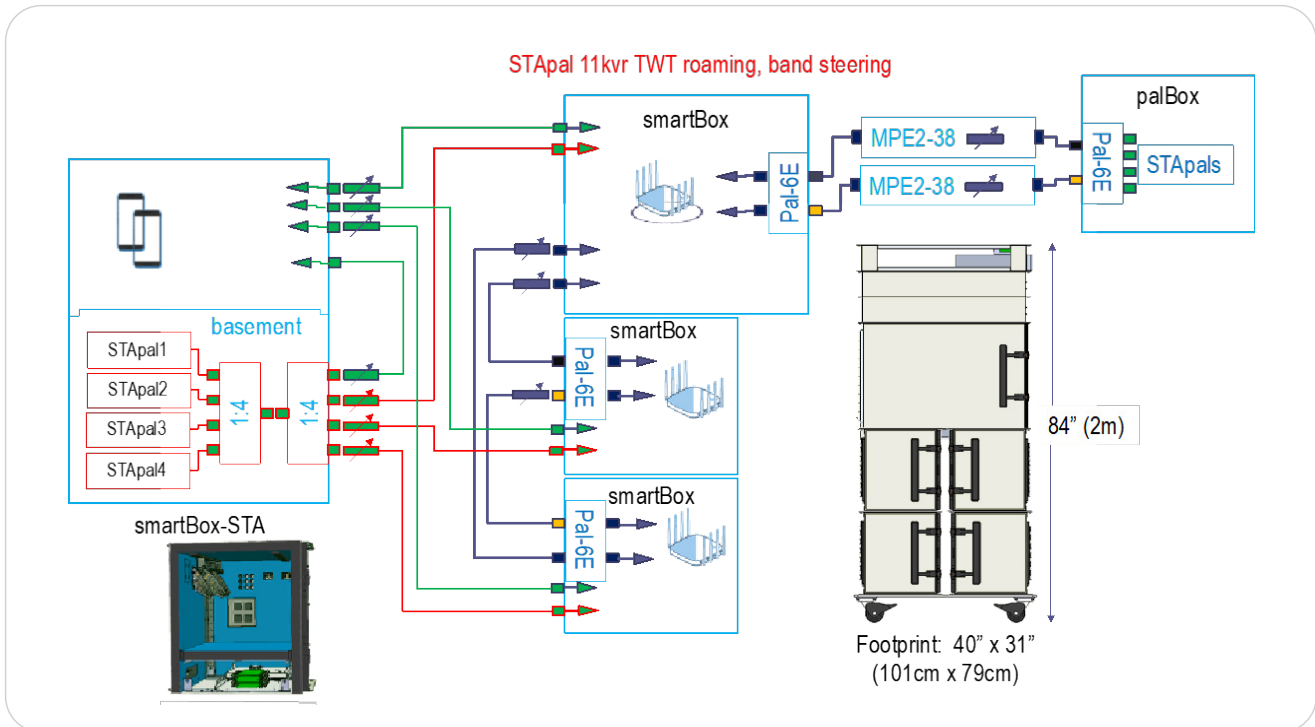 STApal 11kvr TWT roaming, band steering
smartBox
Pal-6E
MPE2-38
MPE2-38
palBox
Pal-6E
STApals
basement
STApal1
STApal2
STApal3
STApal4
1:4
1:4
smartBox-STA
smartBox
Pal-6E
smartBox
Pal-6E
84” (2m)
Footprint: 40” x 31”
(101cm x 79cm)